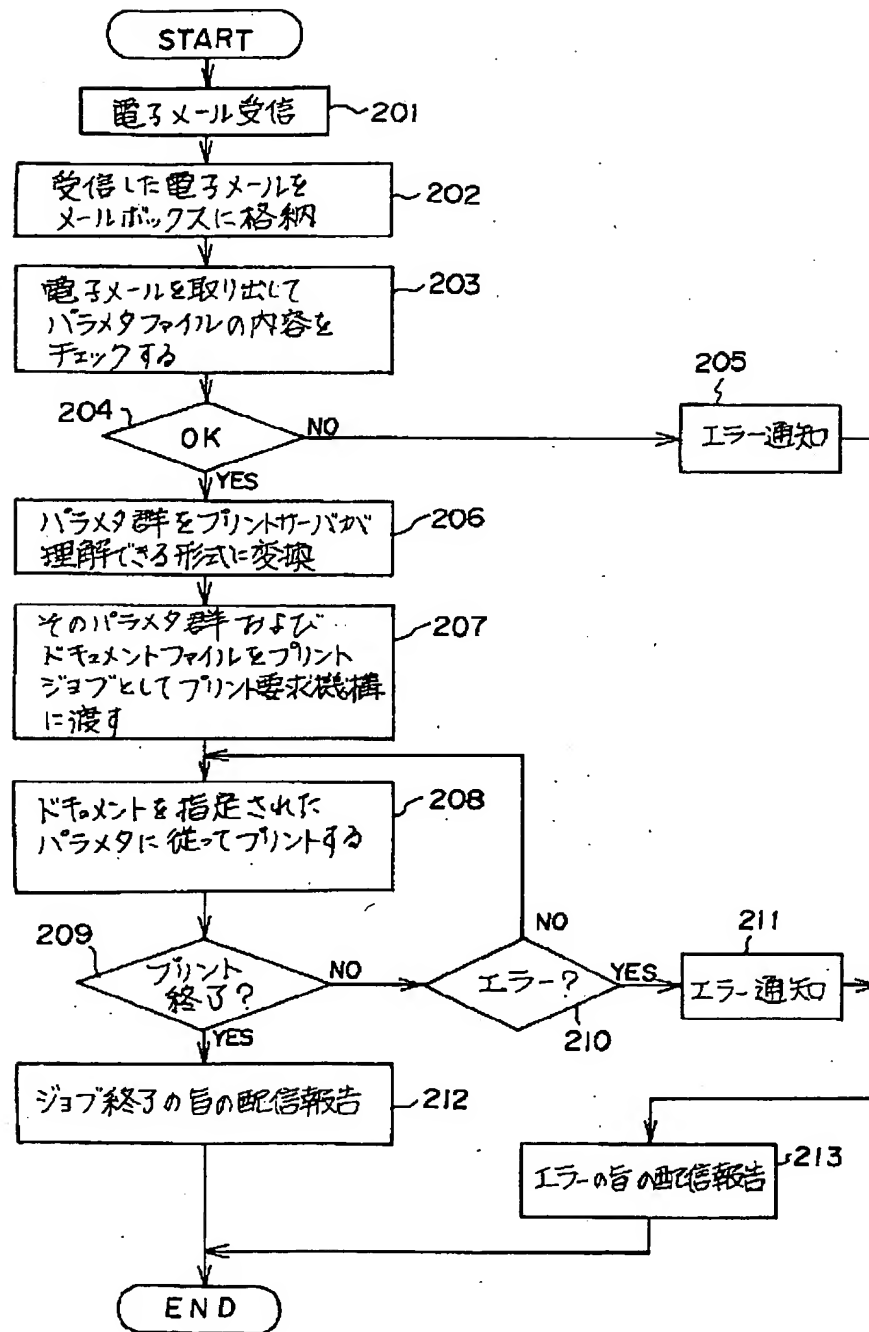 START
電子メール受信
201
受信した電子メールを
メールボックスに格納
202
電子メールを取り出して
パラメタファイルの内容を
チェックする
203
204
OK
NO
YES
205
エラー通知
パラメタ群をプリントサーバが
理解できる形式に変換
206
そのパラメタ群および
ドキュメントファイルをプリント
ジョブとしてプリント要求機構
に渡す
207
ドキュメントを指定された
パラメタに従ってプリントする
208
209
プリント
終了?
NO
YES
エラー?
NO
YES
210
211
エラー通知
ジョブ終了の旨の配信報告
212
エラーの旨の配信報告
213
END